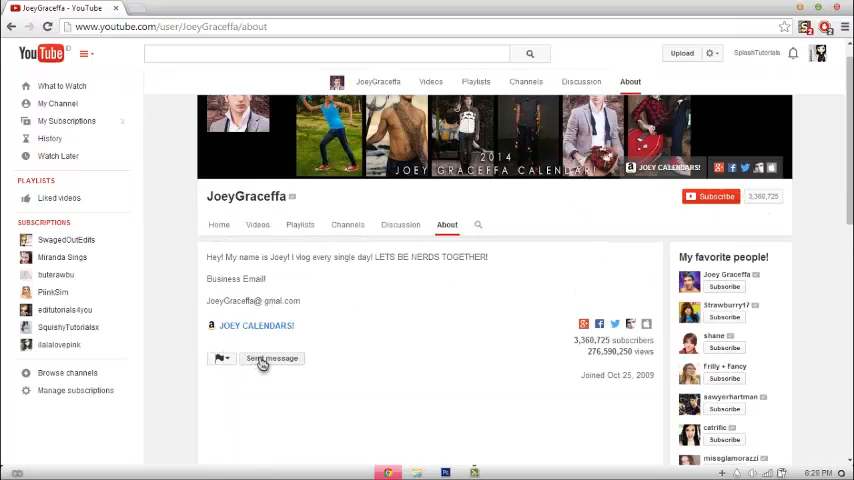 JoeyGraceffa - YouTube
www.youtube.com/user/JoeyGraceffa/about
YouTube
Upload
SplashTutorials
JoeyGraceffa
Videos
Playlists
Channels
Discussion
About
What to Watch
My Channel
My Subscriptions
History
Watch Later
PLAYLISTS
Liked videos
SUBSCRIPTIONS
SwagedOutEdits
Miranda Sings
buterawbu
PiinkSim
editutorials4you
SquishyTutorialsx
ilalalovepink
Browse channels
Manage subscriptions
2014
JOEY GRACEFFA CALENDAR!
JOEY CALENDARS!
JoeyGraceffa
Subscribe 3,360,725
Home Videos Playlists Channels Discussion About
Hey! My name is Joey! I vlog every single day! LETS BE NERDS TOGETHER!
Business Email!
JoeyGraceffa@ gmal.com
JOEY CALENDARS!
Send message
3,360,725 subscribers
276,590,250 views
Joined Oct 25, 2009
My favorite people!
Joey Graceffa
Subscribe
Strawburry17
Subscribe
shane
Subscribe
Frilly + Fancy
Subscribe
sawyerhartman
Subscribe
catrific
Subscribe
missglamorazzi
8:29 PM